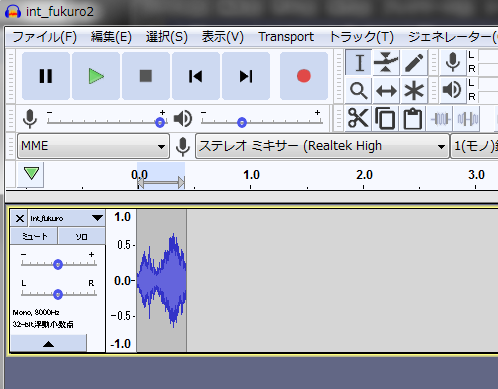 int_fukuro2
ファイル(F) 編集(E) 選択(S) 表示(V) Transport トラック(T) ジェネレーター(
L
R
L
R
MME ステレオ ミキサー (Realtek High 1(モノ)
0.0 1.0 2.0 3.0
int_fukuro
ミュート ソロ
L R
Mono, 8000Hz
32-bit浮動小数点
1.0
0.5
0.0
-0.5
-1.0